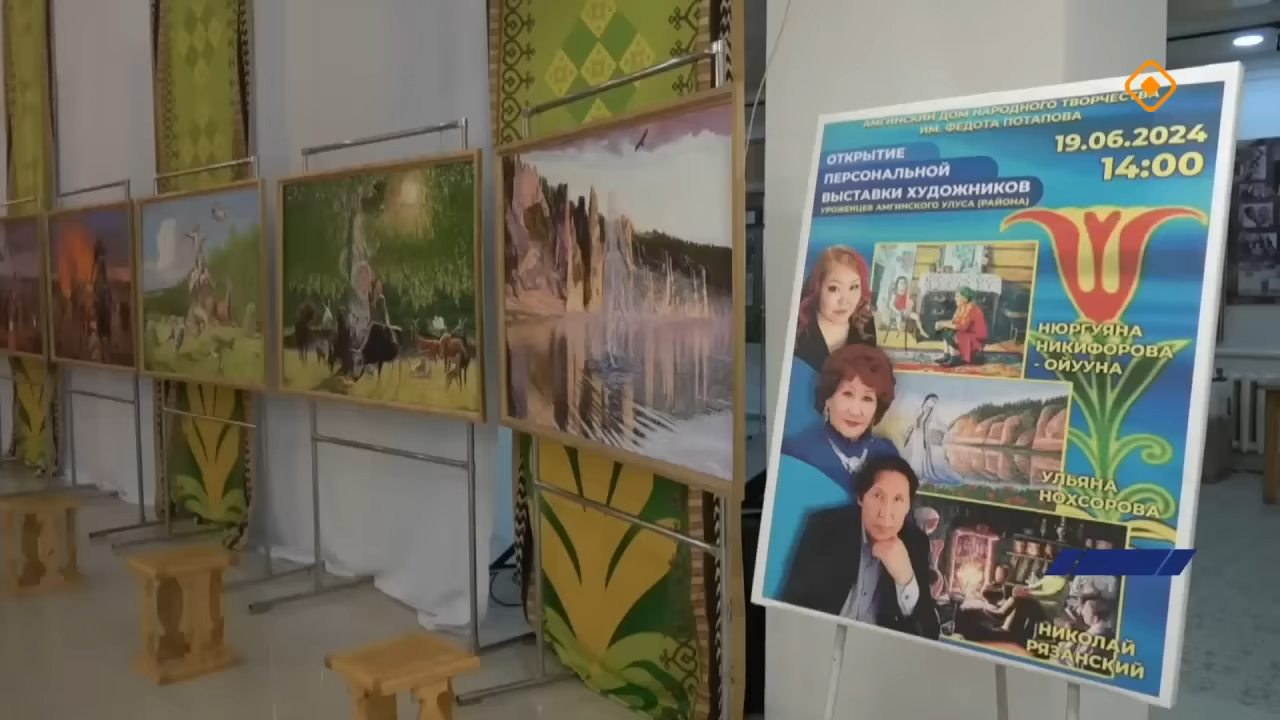 АМГИНСКИЙ ДОМ НАРОДНОГО ТВОРЧЕСТВА
ИМ. ФЕДОТА ПОТАПОВА
19.06.2024
14:00
ОТКРЫТИЕ
ПЕРСОНАЛЬНОЙ
ВЫСТАВКИ ХУДОЖНИКОВ
УРОЖЕНЦЕВ АМГИНСКОГО УЛУСА (РАЙОНА)
НЮРГУЯНА
НИКИФОРОВА
- ОЙУУНА
УЛЬЯНА
НОХСОРОВА
НИКОЛАЙ
РЯЗАНСКИЙ